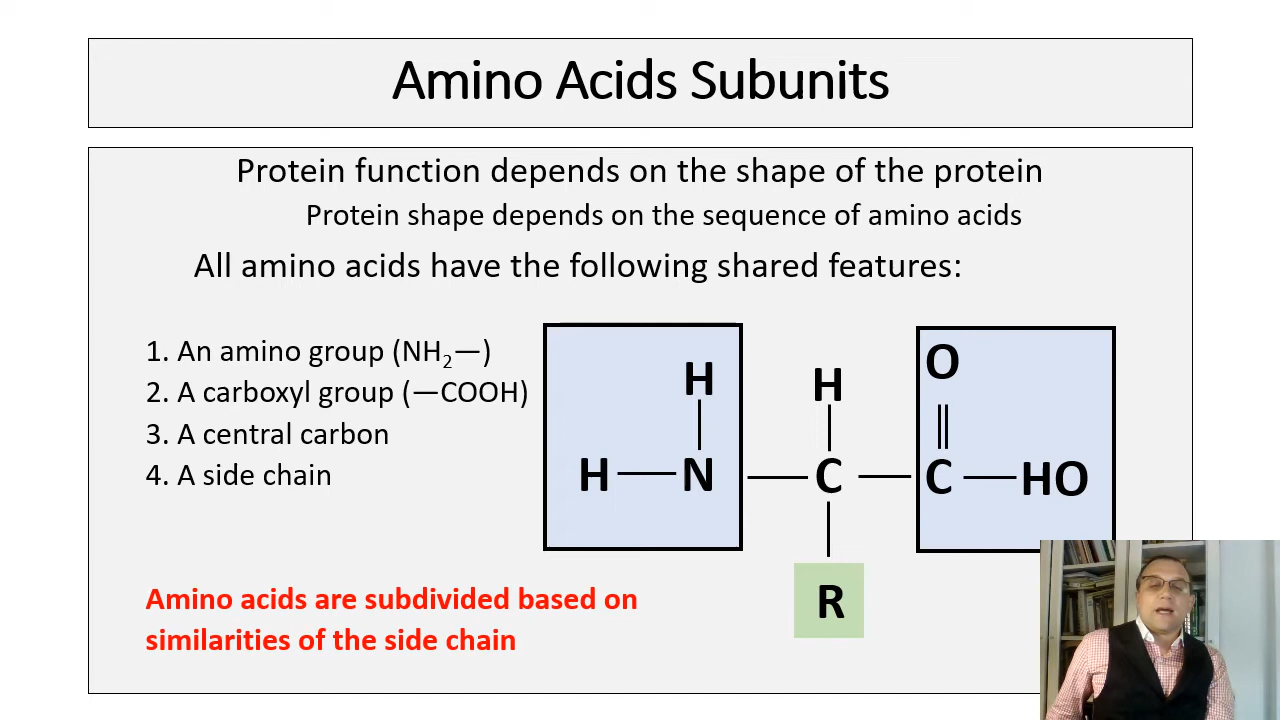 Amino Acids Subunits
Protein function depends on the shape of the protein
Protein shape depends on the sequence of amino acids
All amino acids have the following shared features:
1. An amino group (NH₂—)
2. A carboxyl group (—COOH)
3. A central carbon
4. A side chain
H H O
H N C C HO
R
Amino acids are subdivided based on
similarities of the side chain